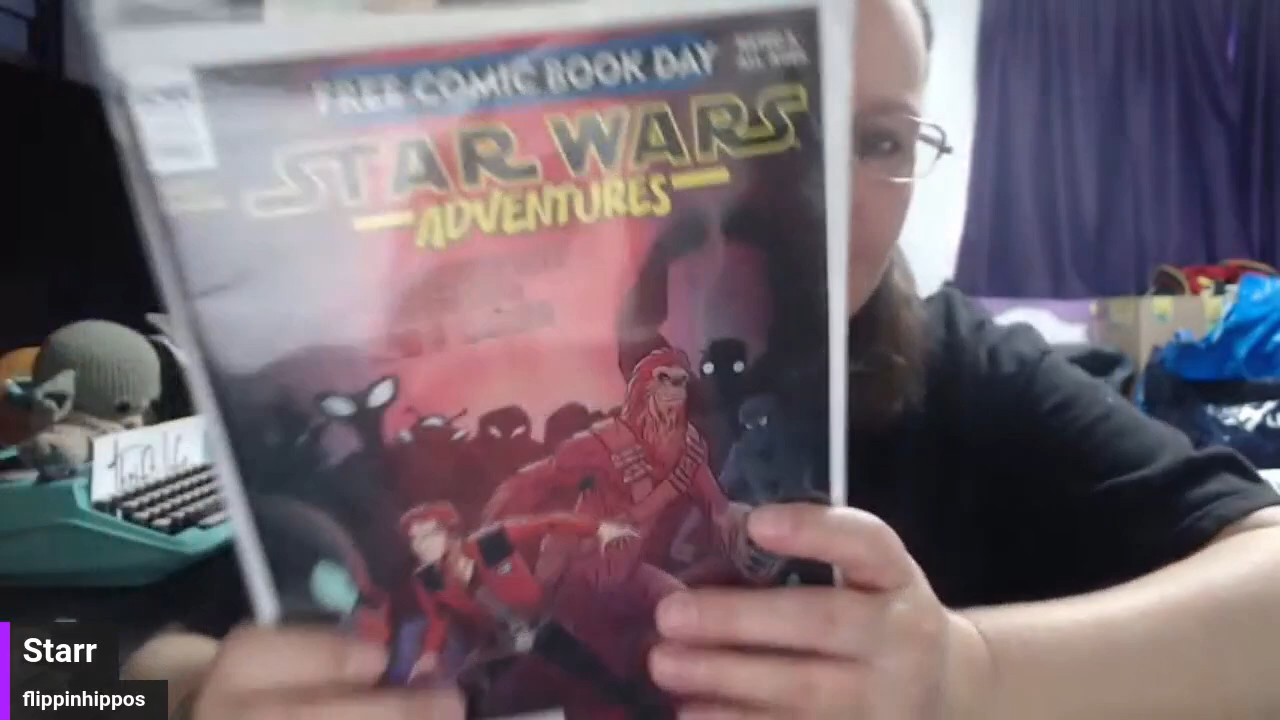 FREE COMIC BOOK DAY
STAR WARS
ADVENTURES
Starr
flippinhippos